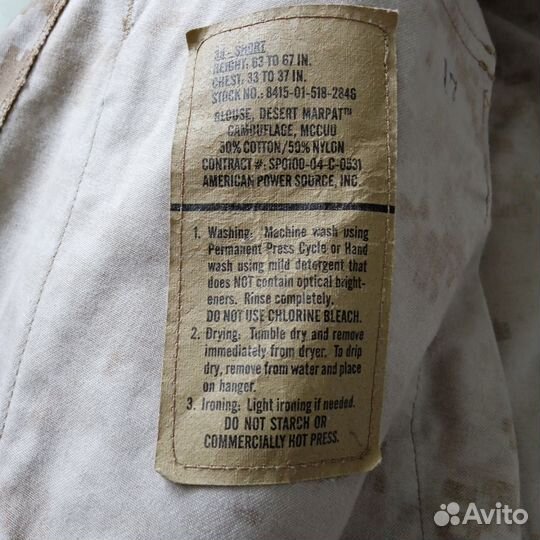 SHORT
HEIGHT: 63 TO 67 IN.
CHEST: 33 TO 37 IN.
STOCK NO.: 8415-01-518-2846
BLOUSE, DESERT MARPAT™
CAMOUFLAGE, MCCUU
50% COTTON/50% NYLON
CONTRACT #: SPO100-04-C-0531
AMERICAN POWER SOURCE, INC.
1. Washing: Machine wash using
Permanent Press Cycle or Hand
wash using mild detergent that
does NOT contain optical bright-
eners. Rinse completely.
DO NOT USE CHLORINE BLEACH.
2. Drying: Tumble dry and remove
immediately from dryer. To drip
dry, remove from water and place
on hanger.
3. Ironing: Light ironing if needed.
DO NOT STARCH OR
COMMERCIALLY HOT PRESS.
Avito